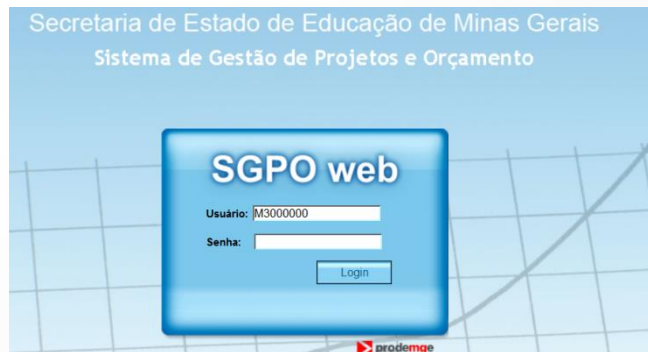 Secretaria de Estado de Educação de Minas Gerais
Sistema de Gestão de Projetos e Orçamento
SGPO web
Usuário: M3000000
Senha:
Login
prodemge